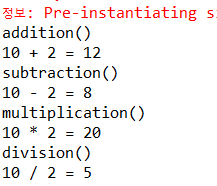 정보: Pre-instantiating
addition()
10 + 2 = 12
subtraction()
10 - 2 = 8
multiplication()
10 * 2 = 20
division()
10 / 2 = 5